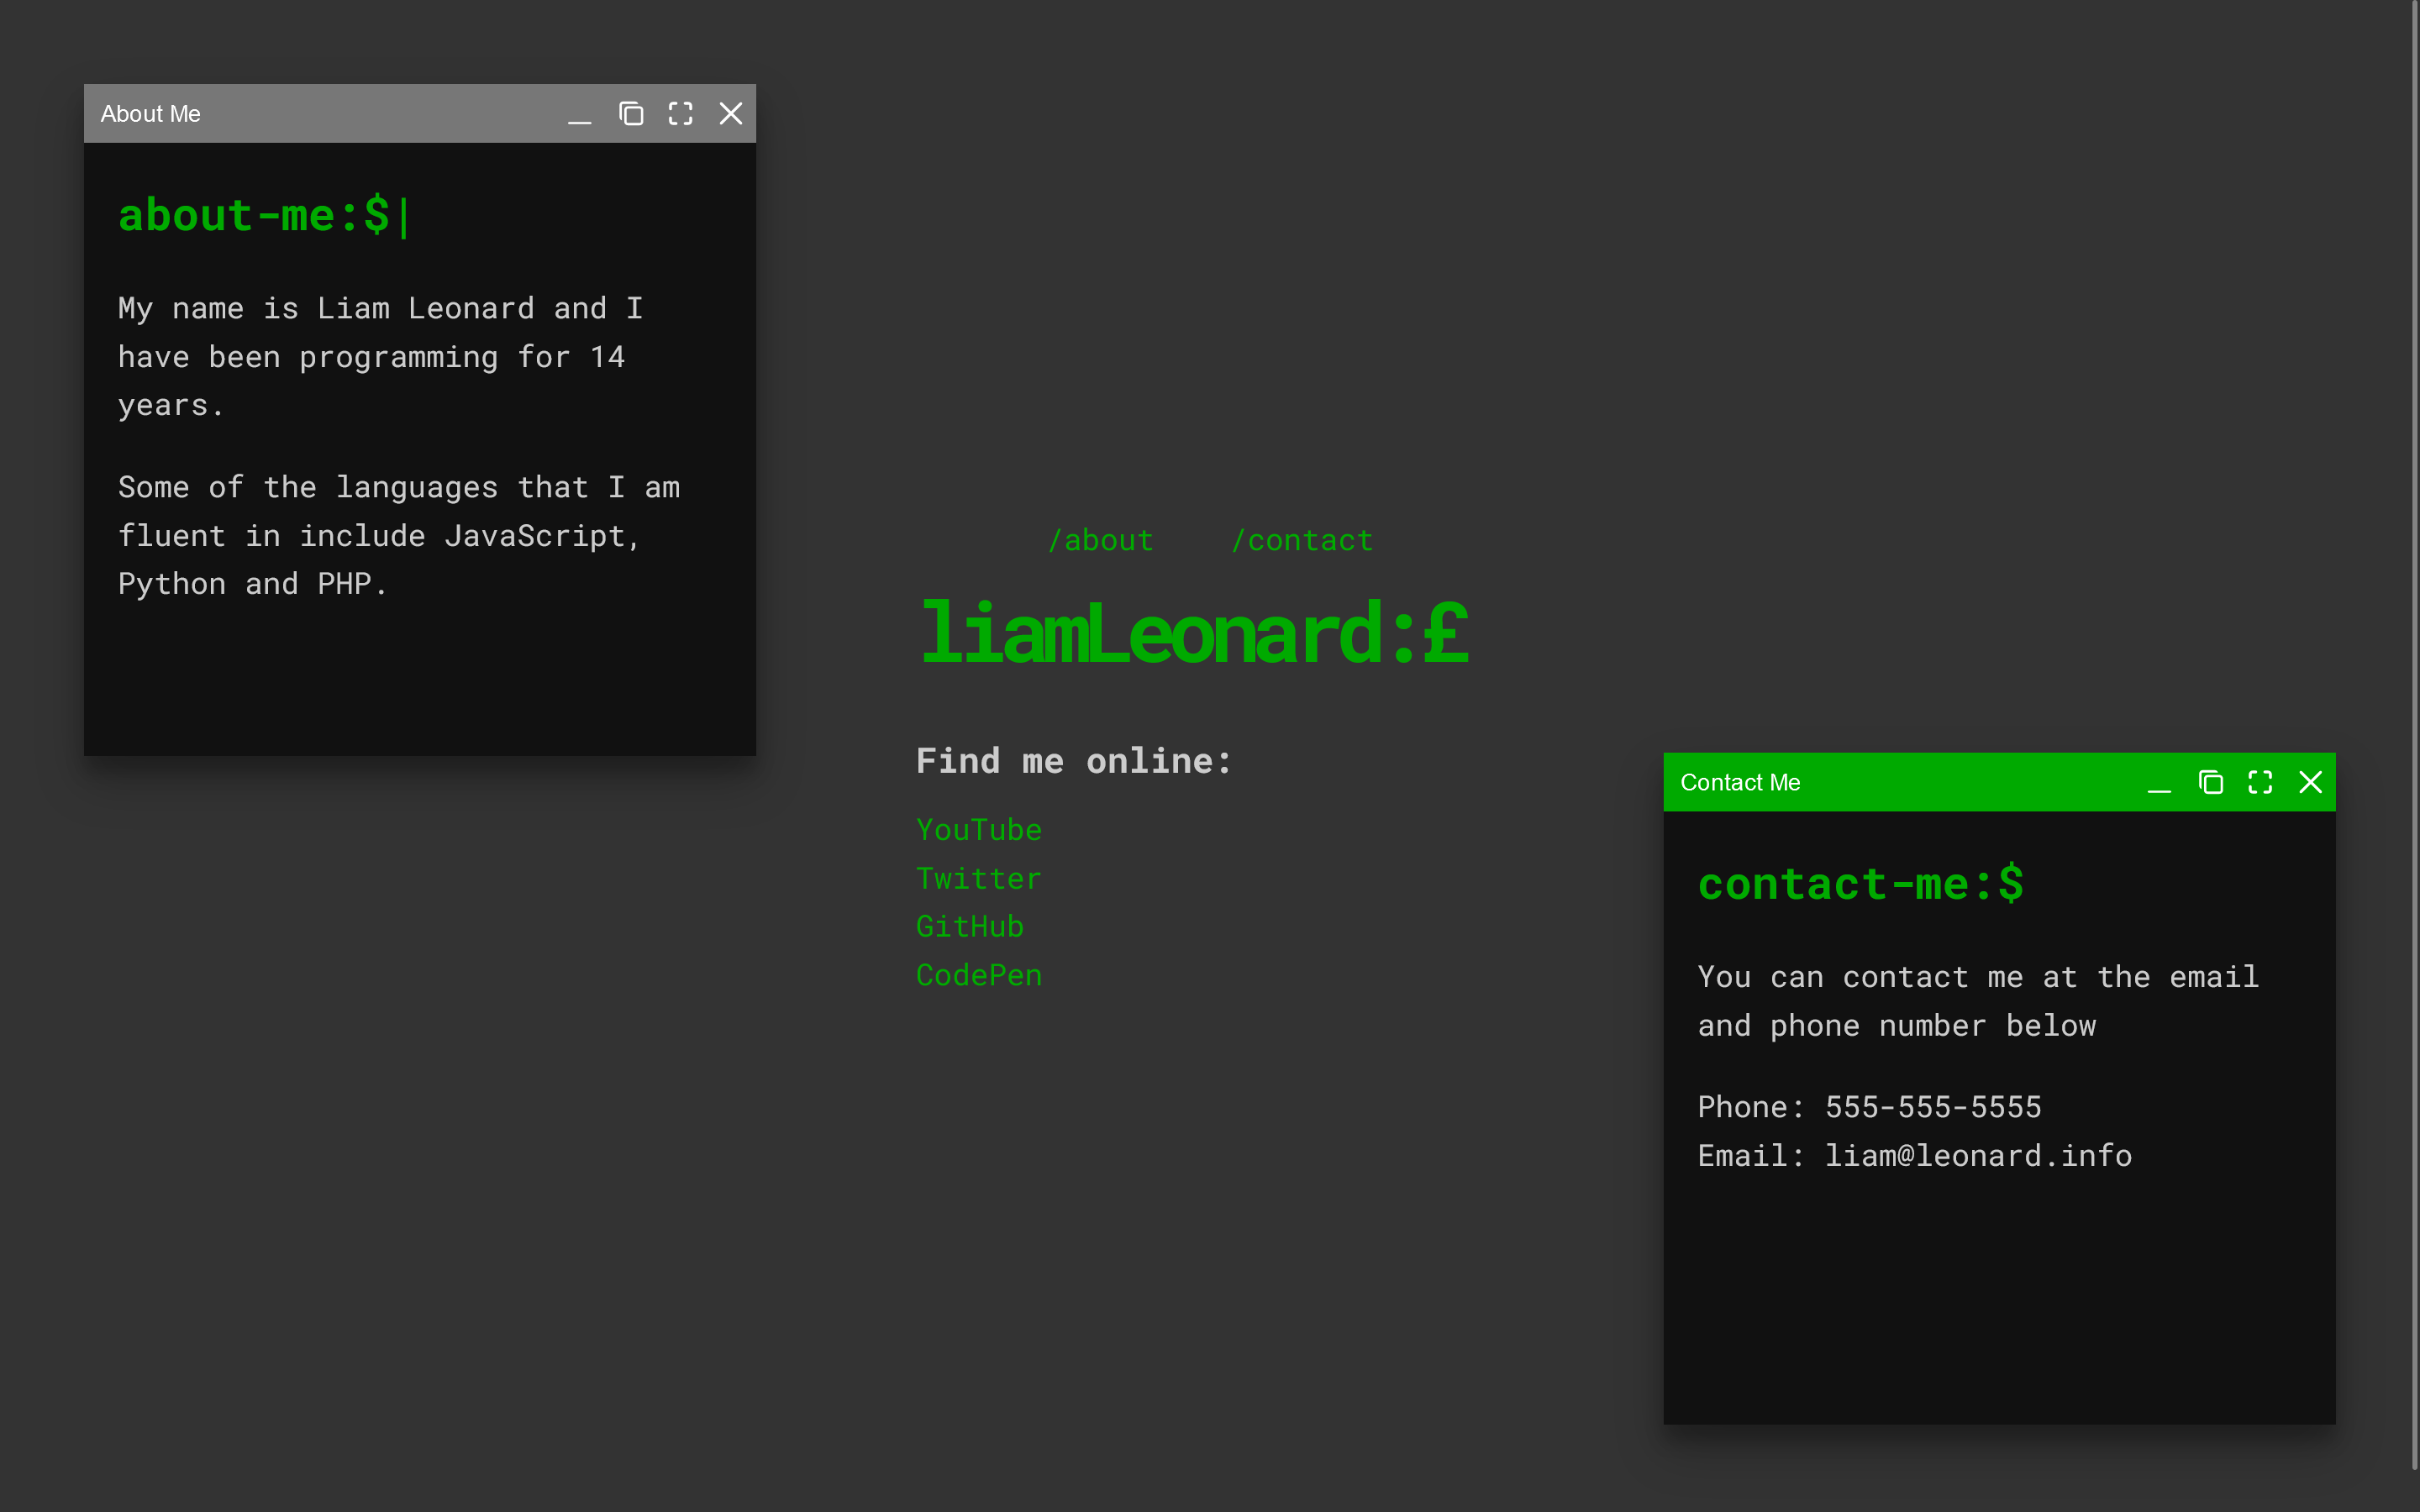 About Me
about-me:$|
My name is Liam Leonard and I
have been programming for 14
years.
Some of the languages that I am
fluent in include JavaScript,
Python and PHP.
/about /contact
liamLeonard:£
Find me online:
YouTube
Twitter
GitHub
CodePen
Contact Me
contact-me:$
You can contact me at the email
and phone number below
Phone: 555-555-5555
Email: liam@leonard.info